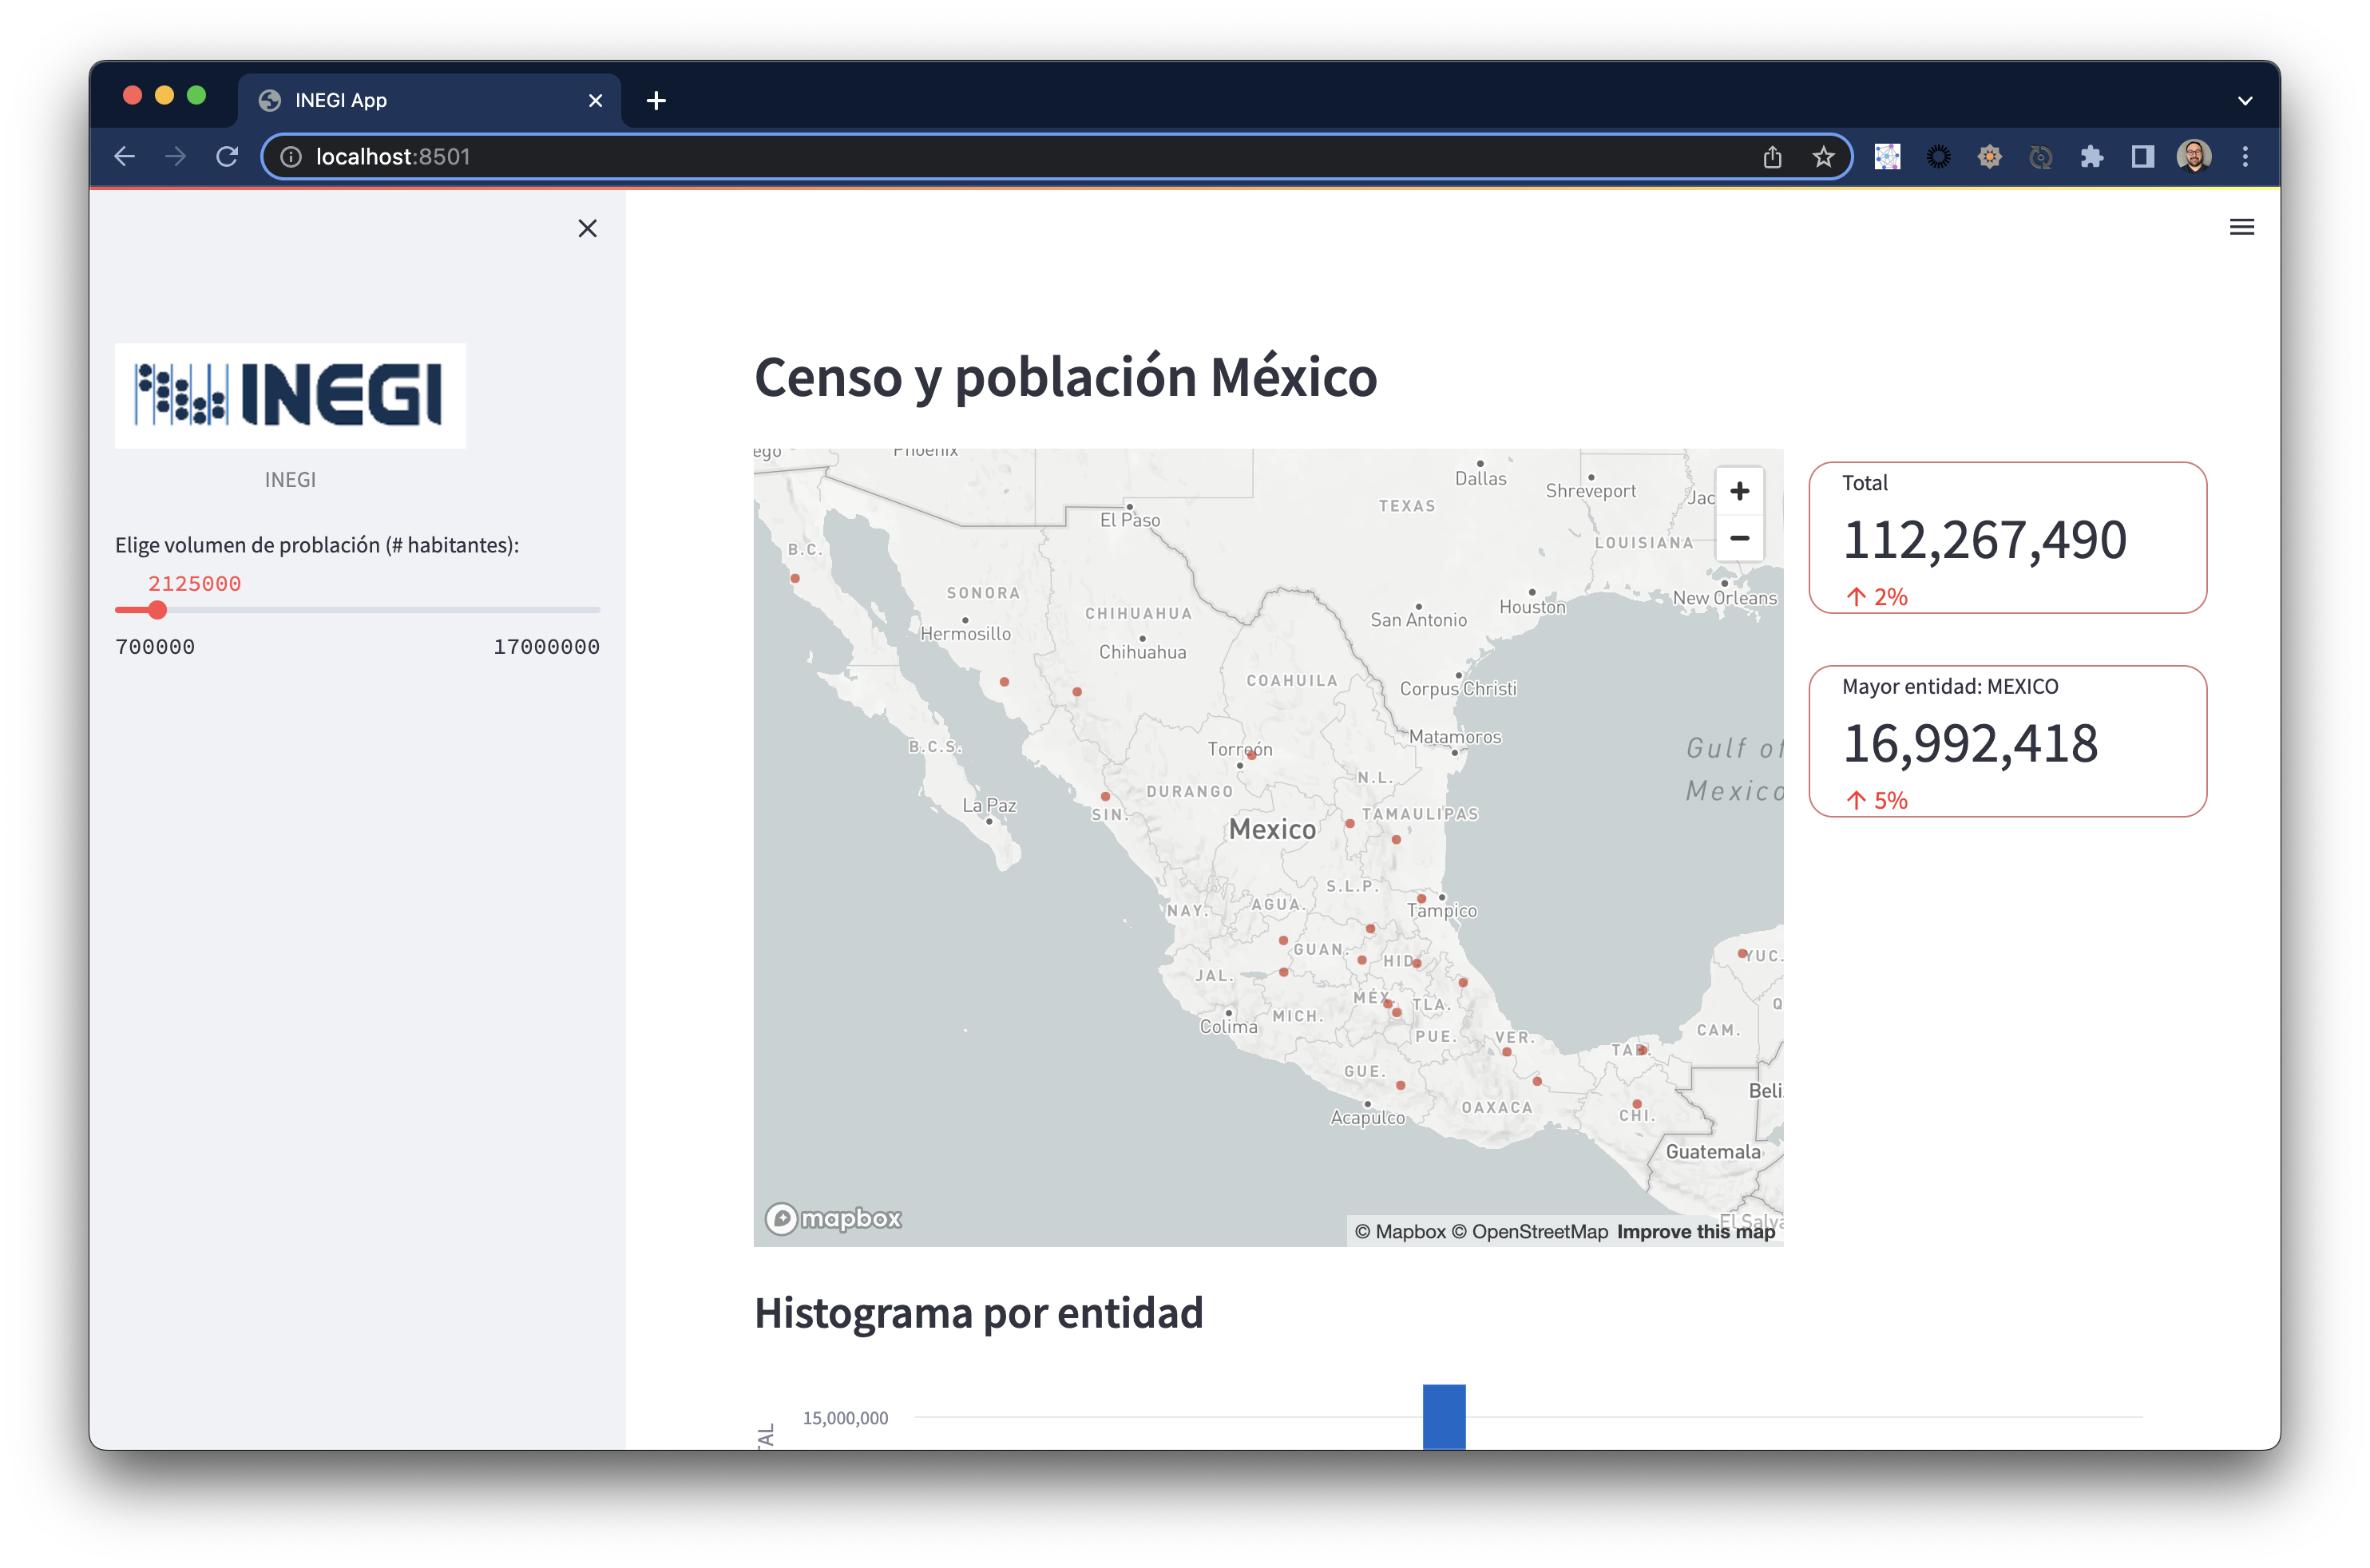 INEGI App
localhost:8501
INEGI
INEGI
Elige volumen de problación (# habitantes):
2125000
700000
17000000
Censo y población México
Phoenix
Dallas
Shreveport
TEXAS
El Paso
LOUISIANA
B.C.
SONORA
CHIHUAHUA
New Orleans
Houston
San Antonio
Hermosillo
Chihuahua
COAHUILA
Corpus Christi
Torreón
Matamoros
B.C.S.
Gulf of
Mexico
N.L.
DURANGO
La Paz
SIN.
TAMAULIPAS
Mexico
S.L.P.
NAY.
AGUA.
Tampico
GUAN.
HID.
YUC.
JAL.
MÉX.
TLA.
MICH.
Colima
PUE.
VER.
CAM.
TAB.
GUE.
Beli
Acapulco
OAXACA
CHI.
Guatemala
El Salva
mapbox
© Mapbox © OpenStreetMap Improve this map
Total
112,267,490
↑ 2%
Mayor entidad: MEXICO
16,992,418
↑ 5%
Histograma por entidad
15,000,000